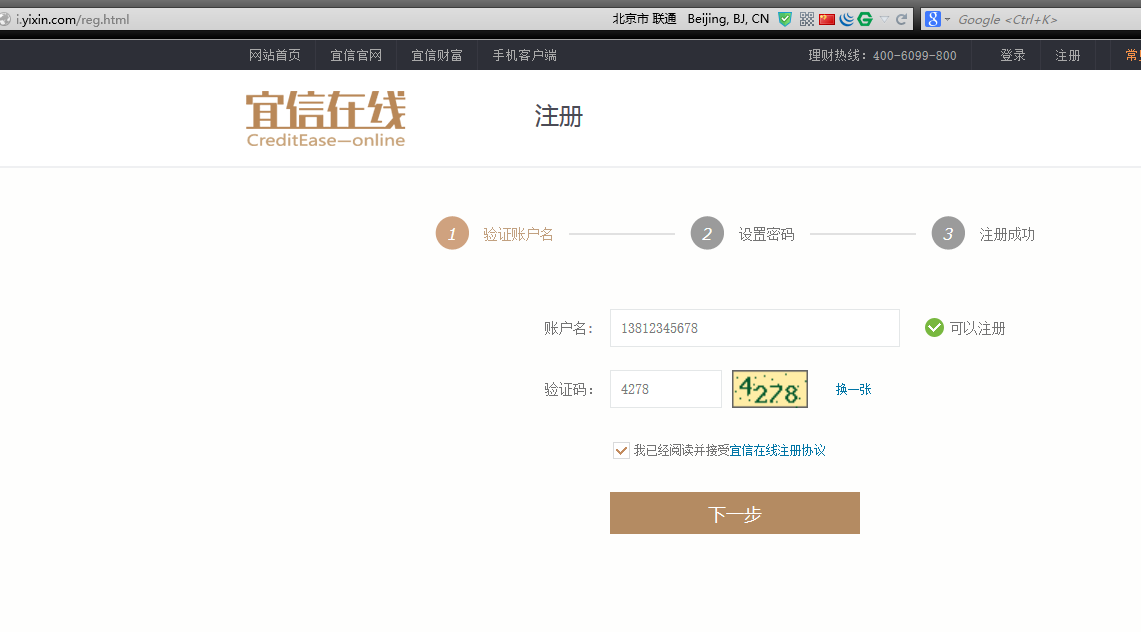 i.yixin.com/reg.html 北京市 联通 Beijing, BJ, CN Google <Ctrl+K>
网站首页 宜信官网 宜信财富 手机客户端 理财热线：400-6099-800 登录 注册
宜信在线 注册
CreditEase—online
1 验证账户名 2 设置密码 3 注册成功
账户名： 13812345678 可以注册
验证码： 4278 4278 换一张
我已经阅读并接受宜信在线注册协议
下一步